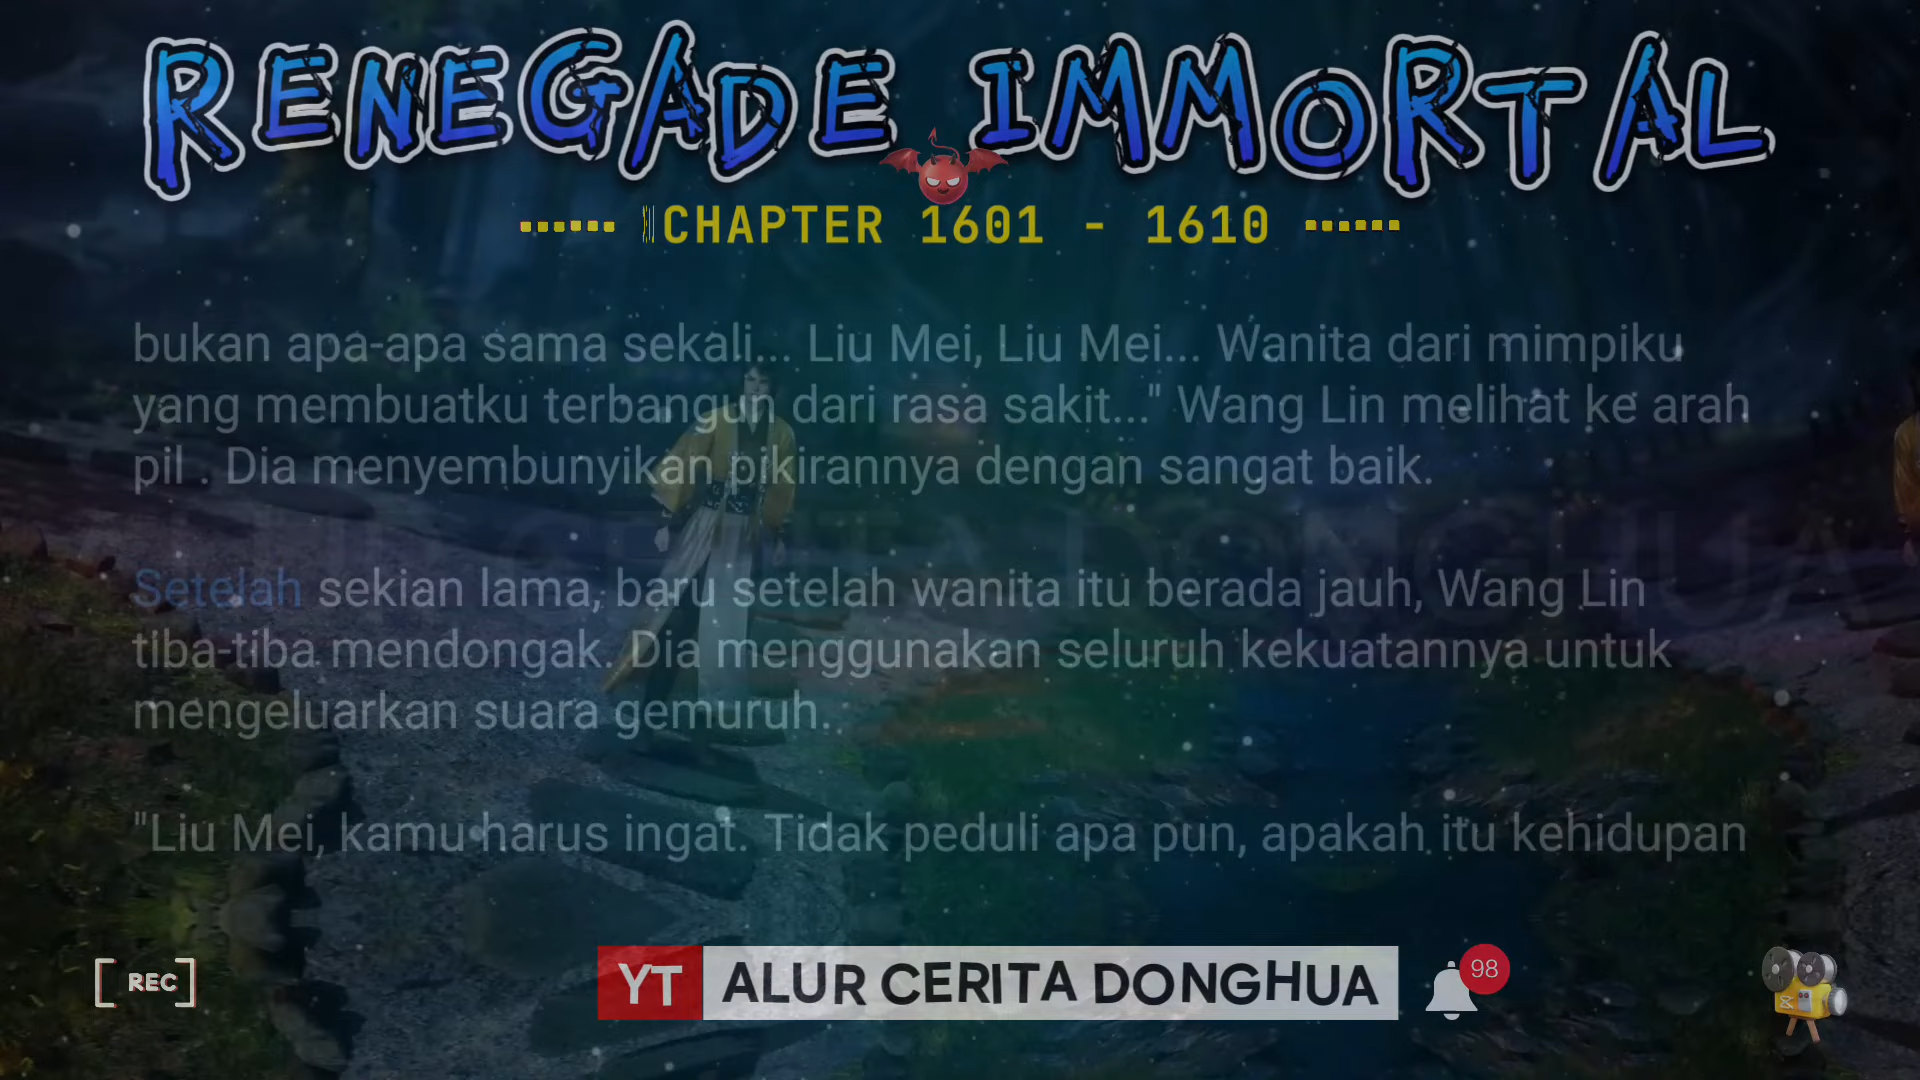 RENEGADE IMMORTAL
CHAPTER 1601 - 1610
bukan apa-apa sama sekali... Liu Mei, Liu Mei... Wanita dari mimpiku
yang membuatku terbangun dari rasa sakit..." Wang Lin melihat ke arah
pil . Dia menyembunyikan pikirannya dengan sangat baik.
Setelah sekian lama, baru setelah wanita itu berada jauh, Wang Lin
tiba-tiba mendongak. Dia menggunakan seluruh kekuatannya untuk
mengeluarkan suara gemuruh.
"Liu Mei, kamu harus ingat. Tidak peduli apa pun, apakah itu kehidupan
CERITA DONGHUA
[ REC ]
YT ALUR CERITA DONGHUA
98